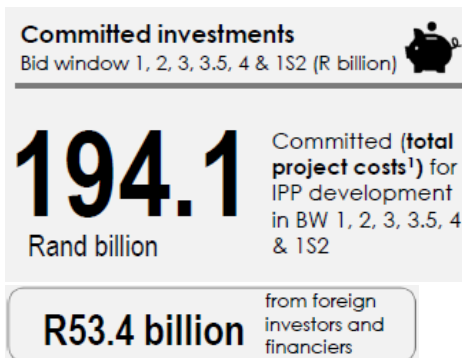 Committed investments
Bid window 1, 2, 3, 3.5, 4 & 1S2 (R billion)
194.1
Rand billion
Committed (total
project costs¹) for
IPP development
in BW 1, 2, 3, 3.5, 4
& 1S2
R53.4 billion
from foreign
investors and
financiers